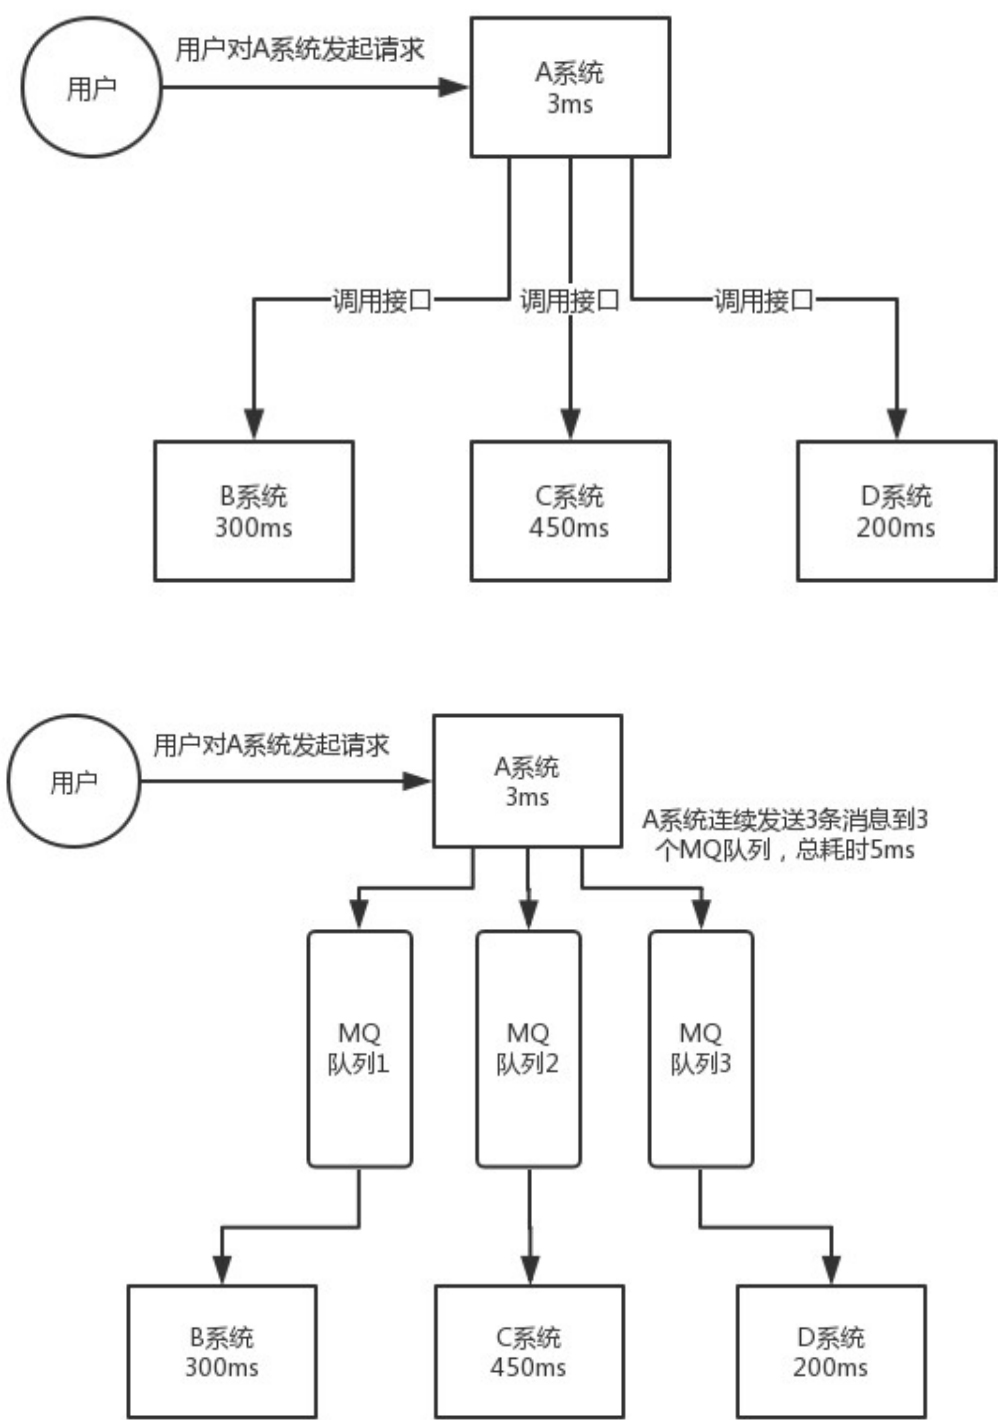 用户
用户对A系统发起请求
A系统
3ms
调用接口
调用接口
调用接口
B系统
300ms
C系统
450ms
D系统
200ms
用户
用户对A系统发起请求
A系统
3ms
A系统连续发送3条消息到3
个MQ队列，总耗时5ms
MQ
队列1
MQ
队列2
MQ
队列3
B系统
300ms
C系统
450ms
D系统
200ms